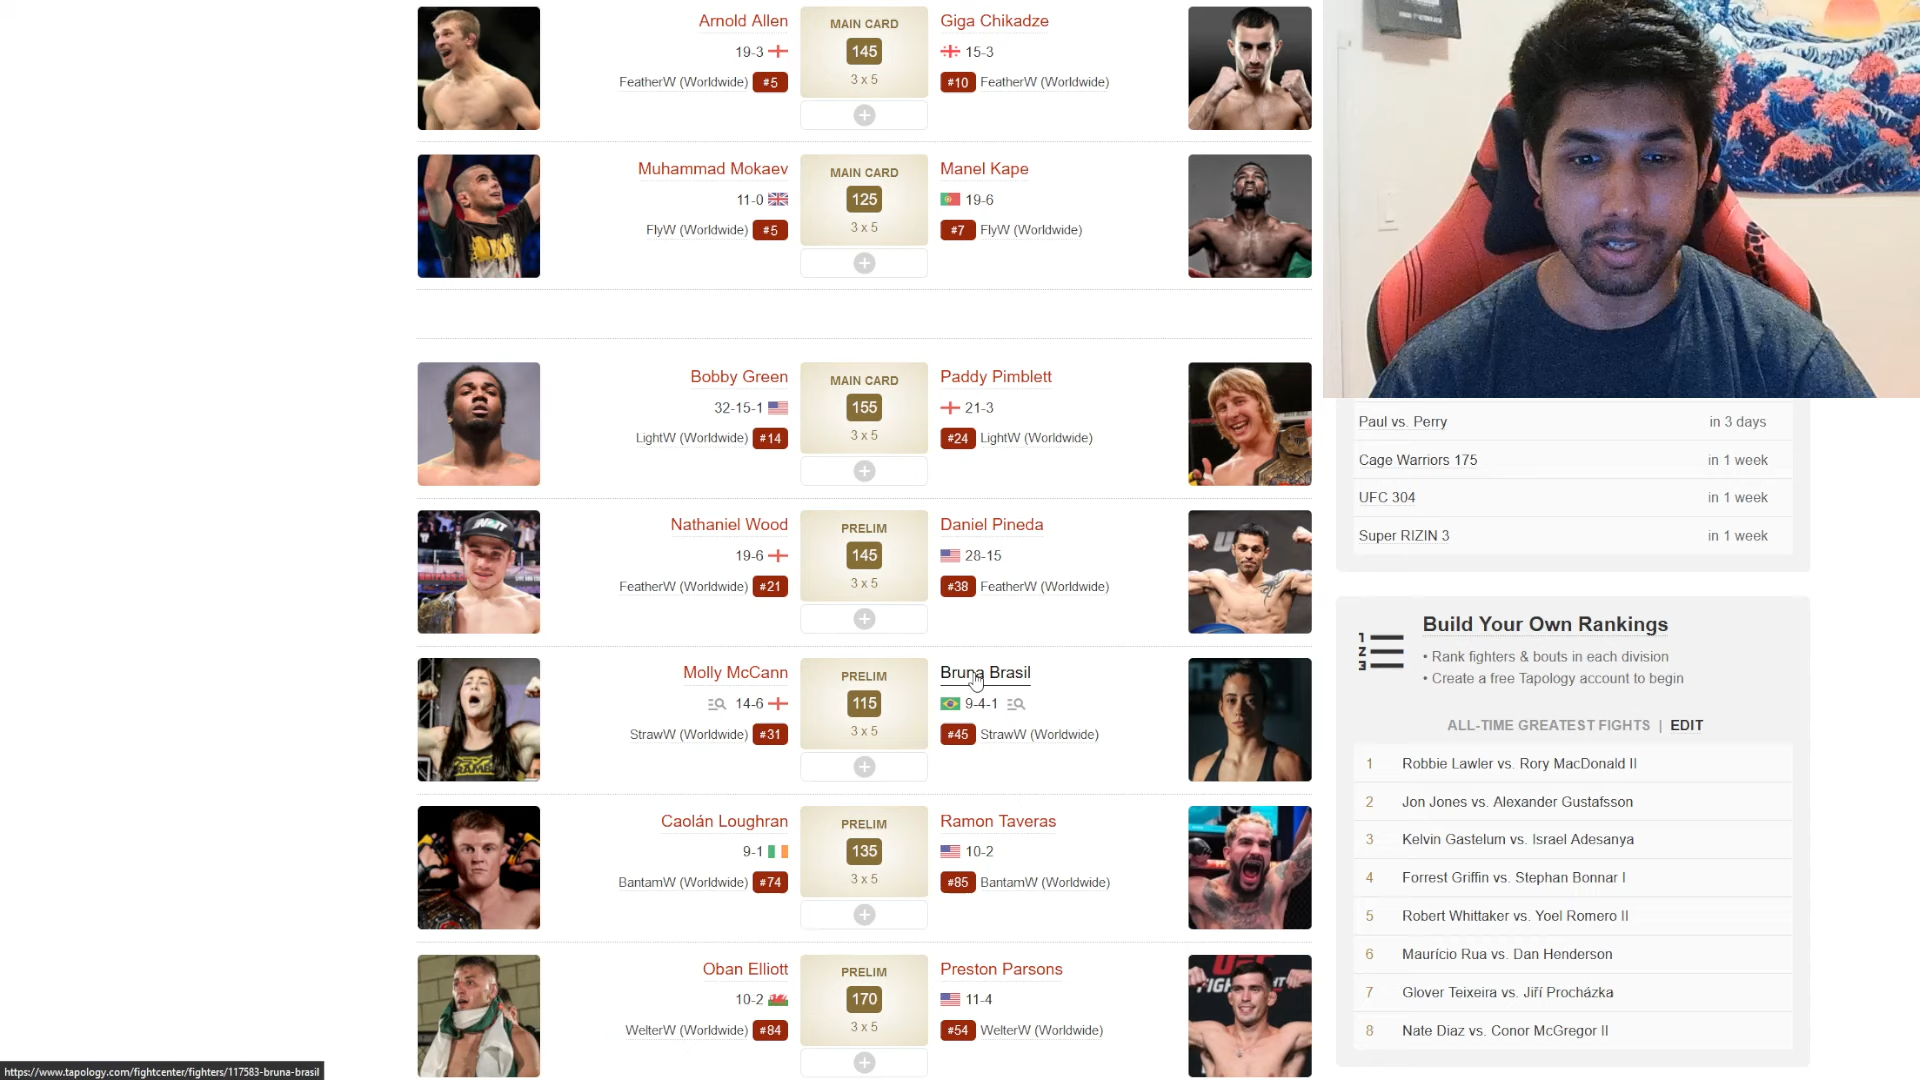 Arnold Allen
19-3
FeatherW (Worldwide) #5
MAIN CARD
145
3 x 5
Giga Chikadze
15-3
#10 FeatherW (Worldwide)
Muhammad Mokaev
11-0
FlyW (Worldwide) #5
MAIN CARD
125
3 x 5
Manel Kape
19-6
#7 FlyW (Worldwide)
Bobby Green
32-15-1
LightW (Worldwide) #14
MAIN CARD
155
3 x 5
Paddy Pimblett
21-3
#24 LightW (Worldwide)
Nathaniel Wood
19-6
FeatherW (Worldwide) #21
PRELIM
145
3 x 5
Daniel Pineda
28-15
#38 FeatherW (Worldwide)
Molly McCann
14-6
StrawW (Worldwide) #31
PRELIM
115
3 x 5
Bruna Brasil
9-4-1
#45 StrawW (Worldwide)
Caolán Loughran
9-1
BantamW (Worldwide) #74
PRELIM
135
3 x 5
Ramon Taveras
10-2
#85 BantamW (Worldwide)
Oban Elliott
10-2
WelterW (Worldwide) #84
PRELIM
170
3 x 5
Preston Parsons
11-4
#54 WelterW (Worldwide)
Paul vs. Perry in 3 days
Cage Warriors 175 in 1 week
UFC 304 in 1 week
Super RIZIN 3 in 1 week
Build Your Own Rankings
• Rank fighters & bouts in each division
• Create a free Tapology account to begin
ALL-TIME GREATEST FIGHTS | EDIT
1 Robbie Lawler vs. Rory MacDonald II
2 Jon Jones vs. Alexander Gustafsson
3 Kelvin Gastelum vs. Israel Adesanya
4 Forrest Griffin vs. Stephan Bonnar I
5 Robert Whittaker vs. Yoel Romero II
6 Maurício Rua vs. Dan Henderson
7 Glover Teixeira vs. Jiří Procházka
8 Nate Diaz vs. Conor McGregor II
https://www.tapology.com/fightcenter/fighters/117583-bruna-brasil